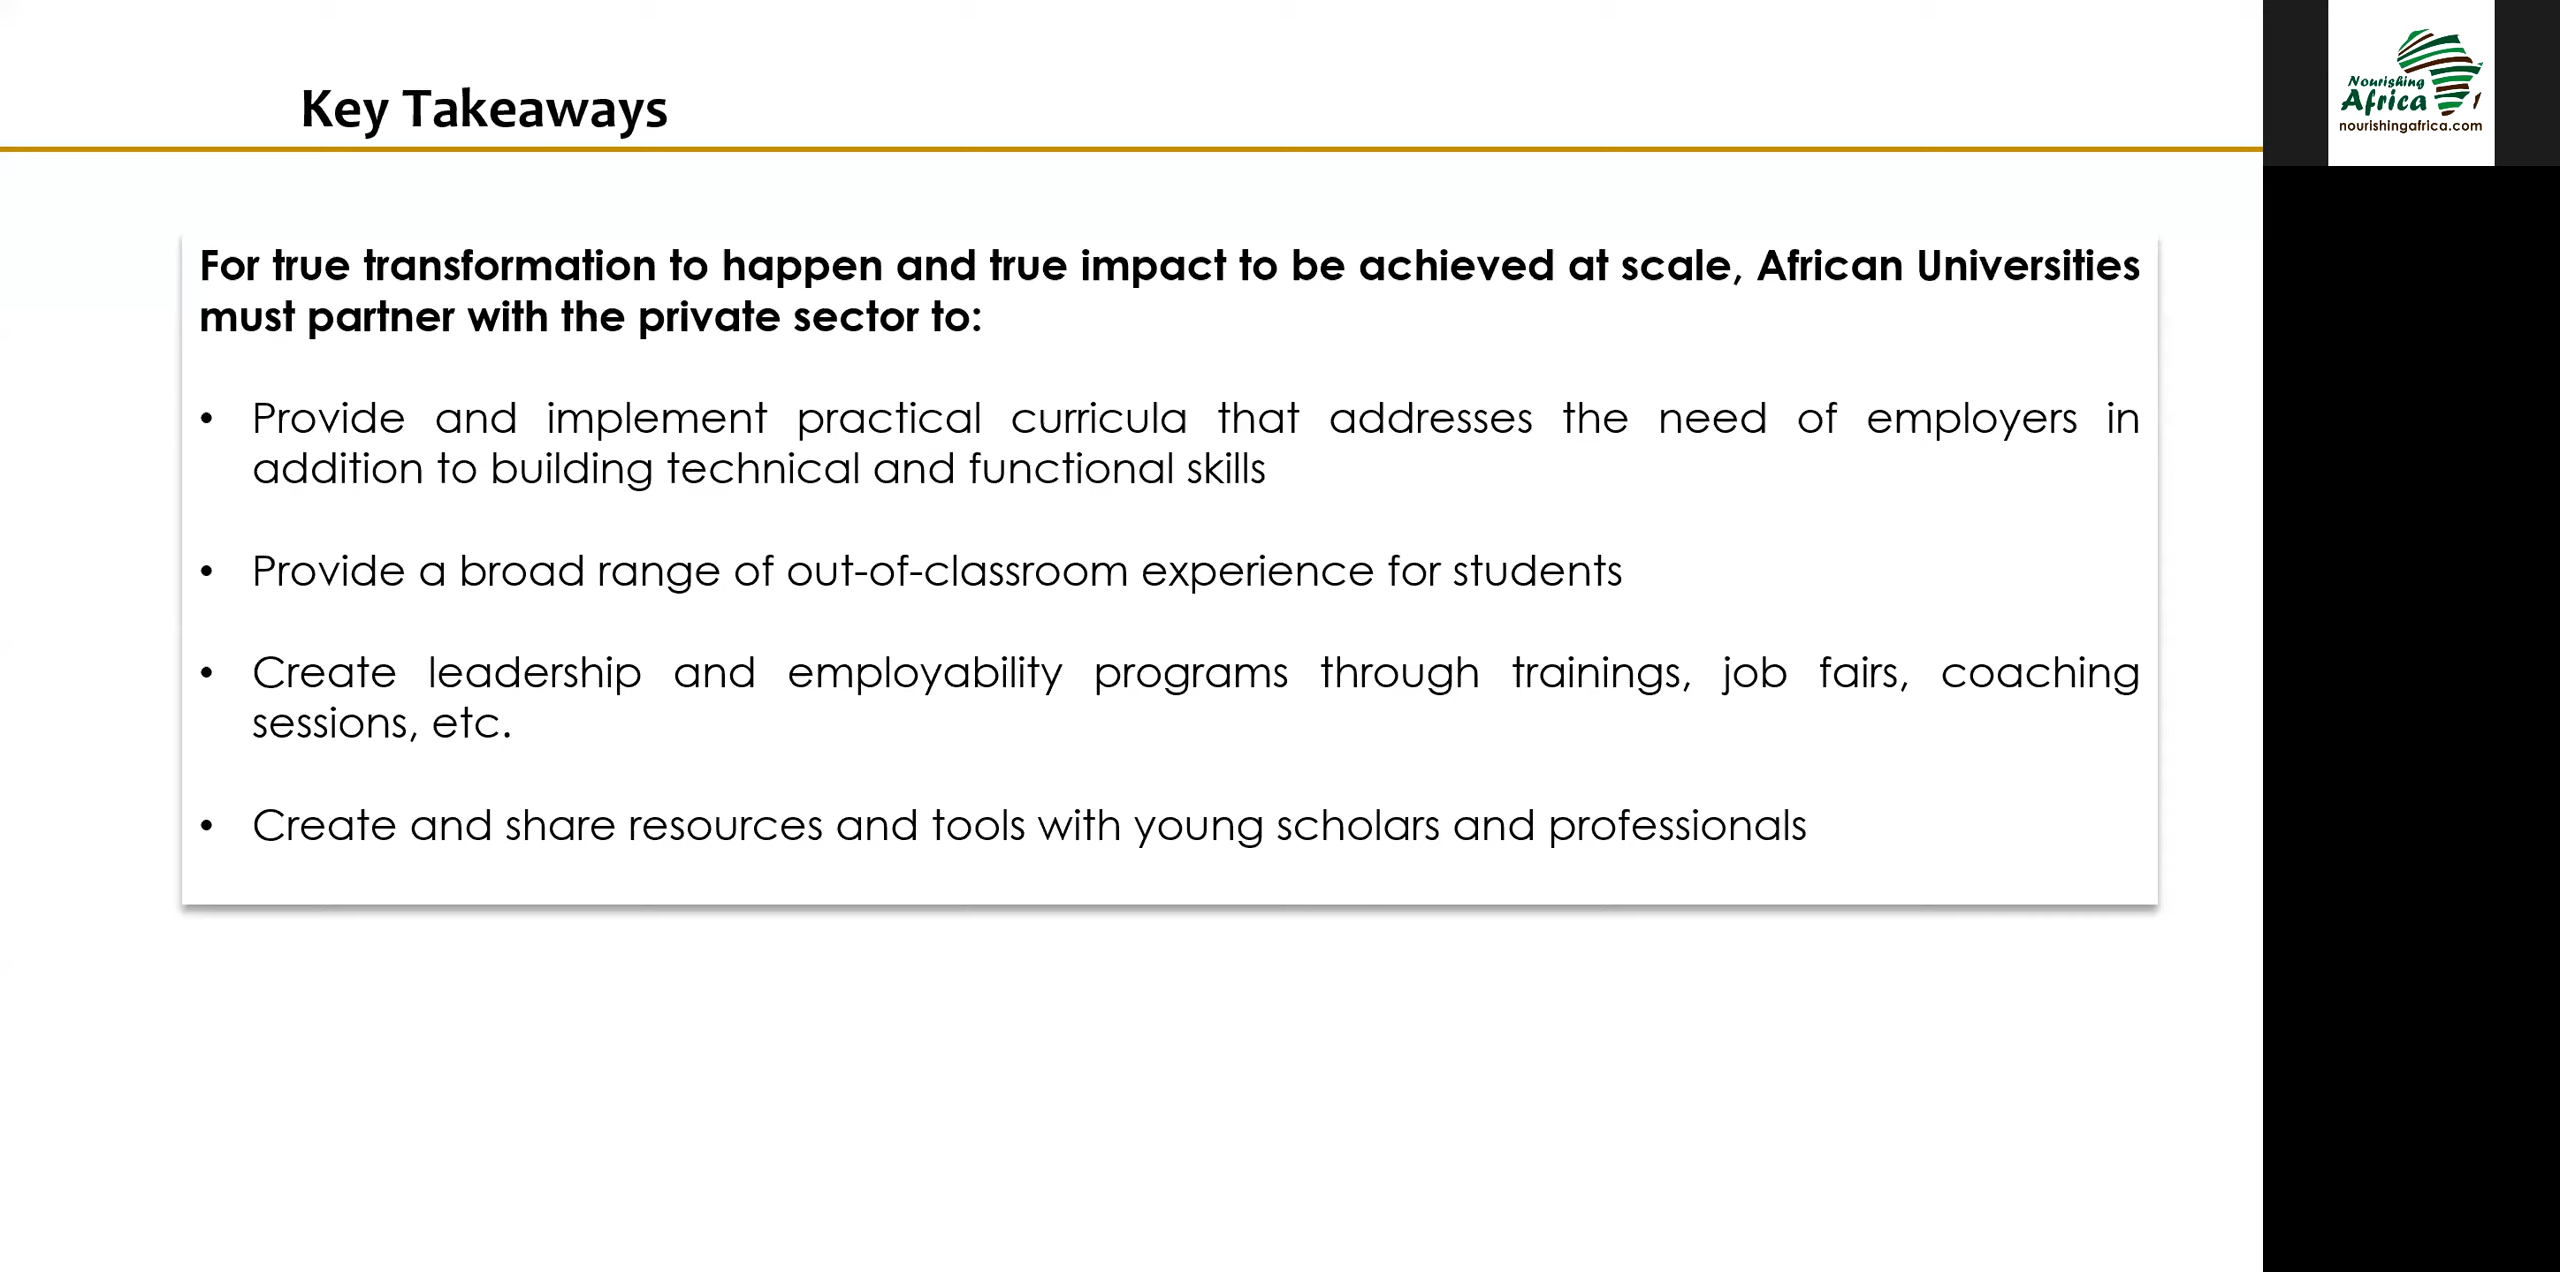 Key Takeaways
Nourishing
Africa
nourishingafrica.com
For true transformation to happen and true impact to be achieved at scale, African Universities
must partner with the private sector to:
• Provide and implement practical curricula that addresses the need of employers in
addition to building technical and functional skills
• Provide a broad range of out-of-classroom experience for students
• Create leadership and employability programs through trainings, job fairs, coaching
sessions, etc.
• Create and share resources and tools with young scholars and professionals